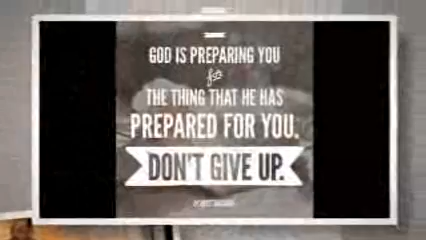 GOD IS PREPARING YOU
for
THE THING THAT HE HAS
PREPARED FOR YOU.
DON'T GIVE UP.